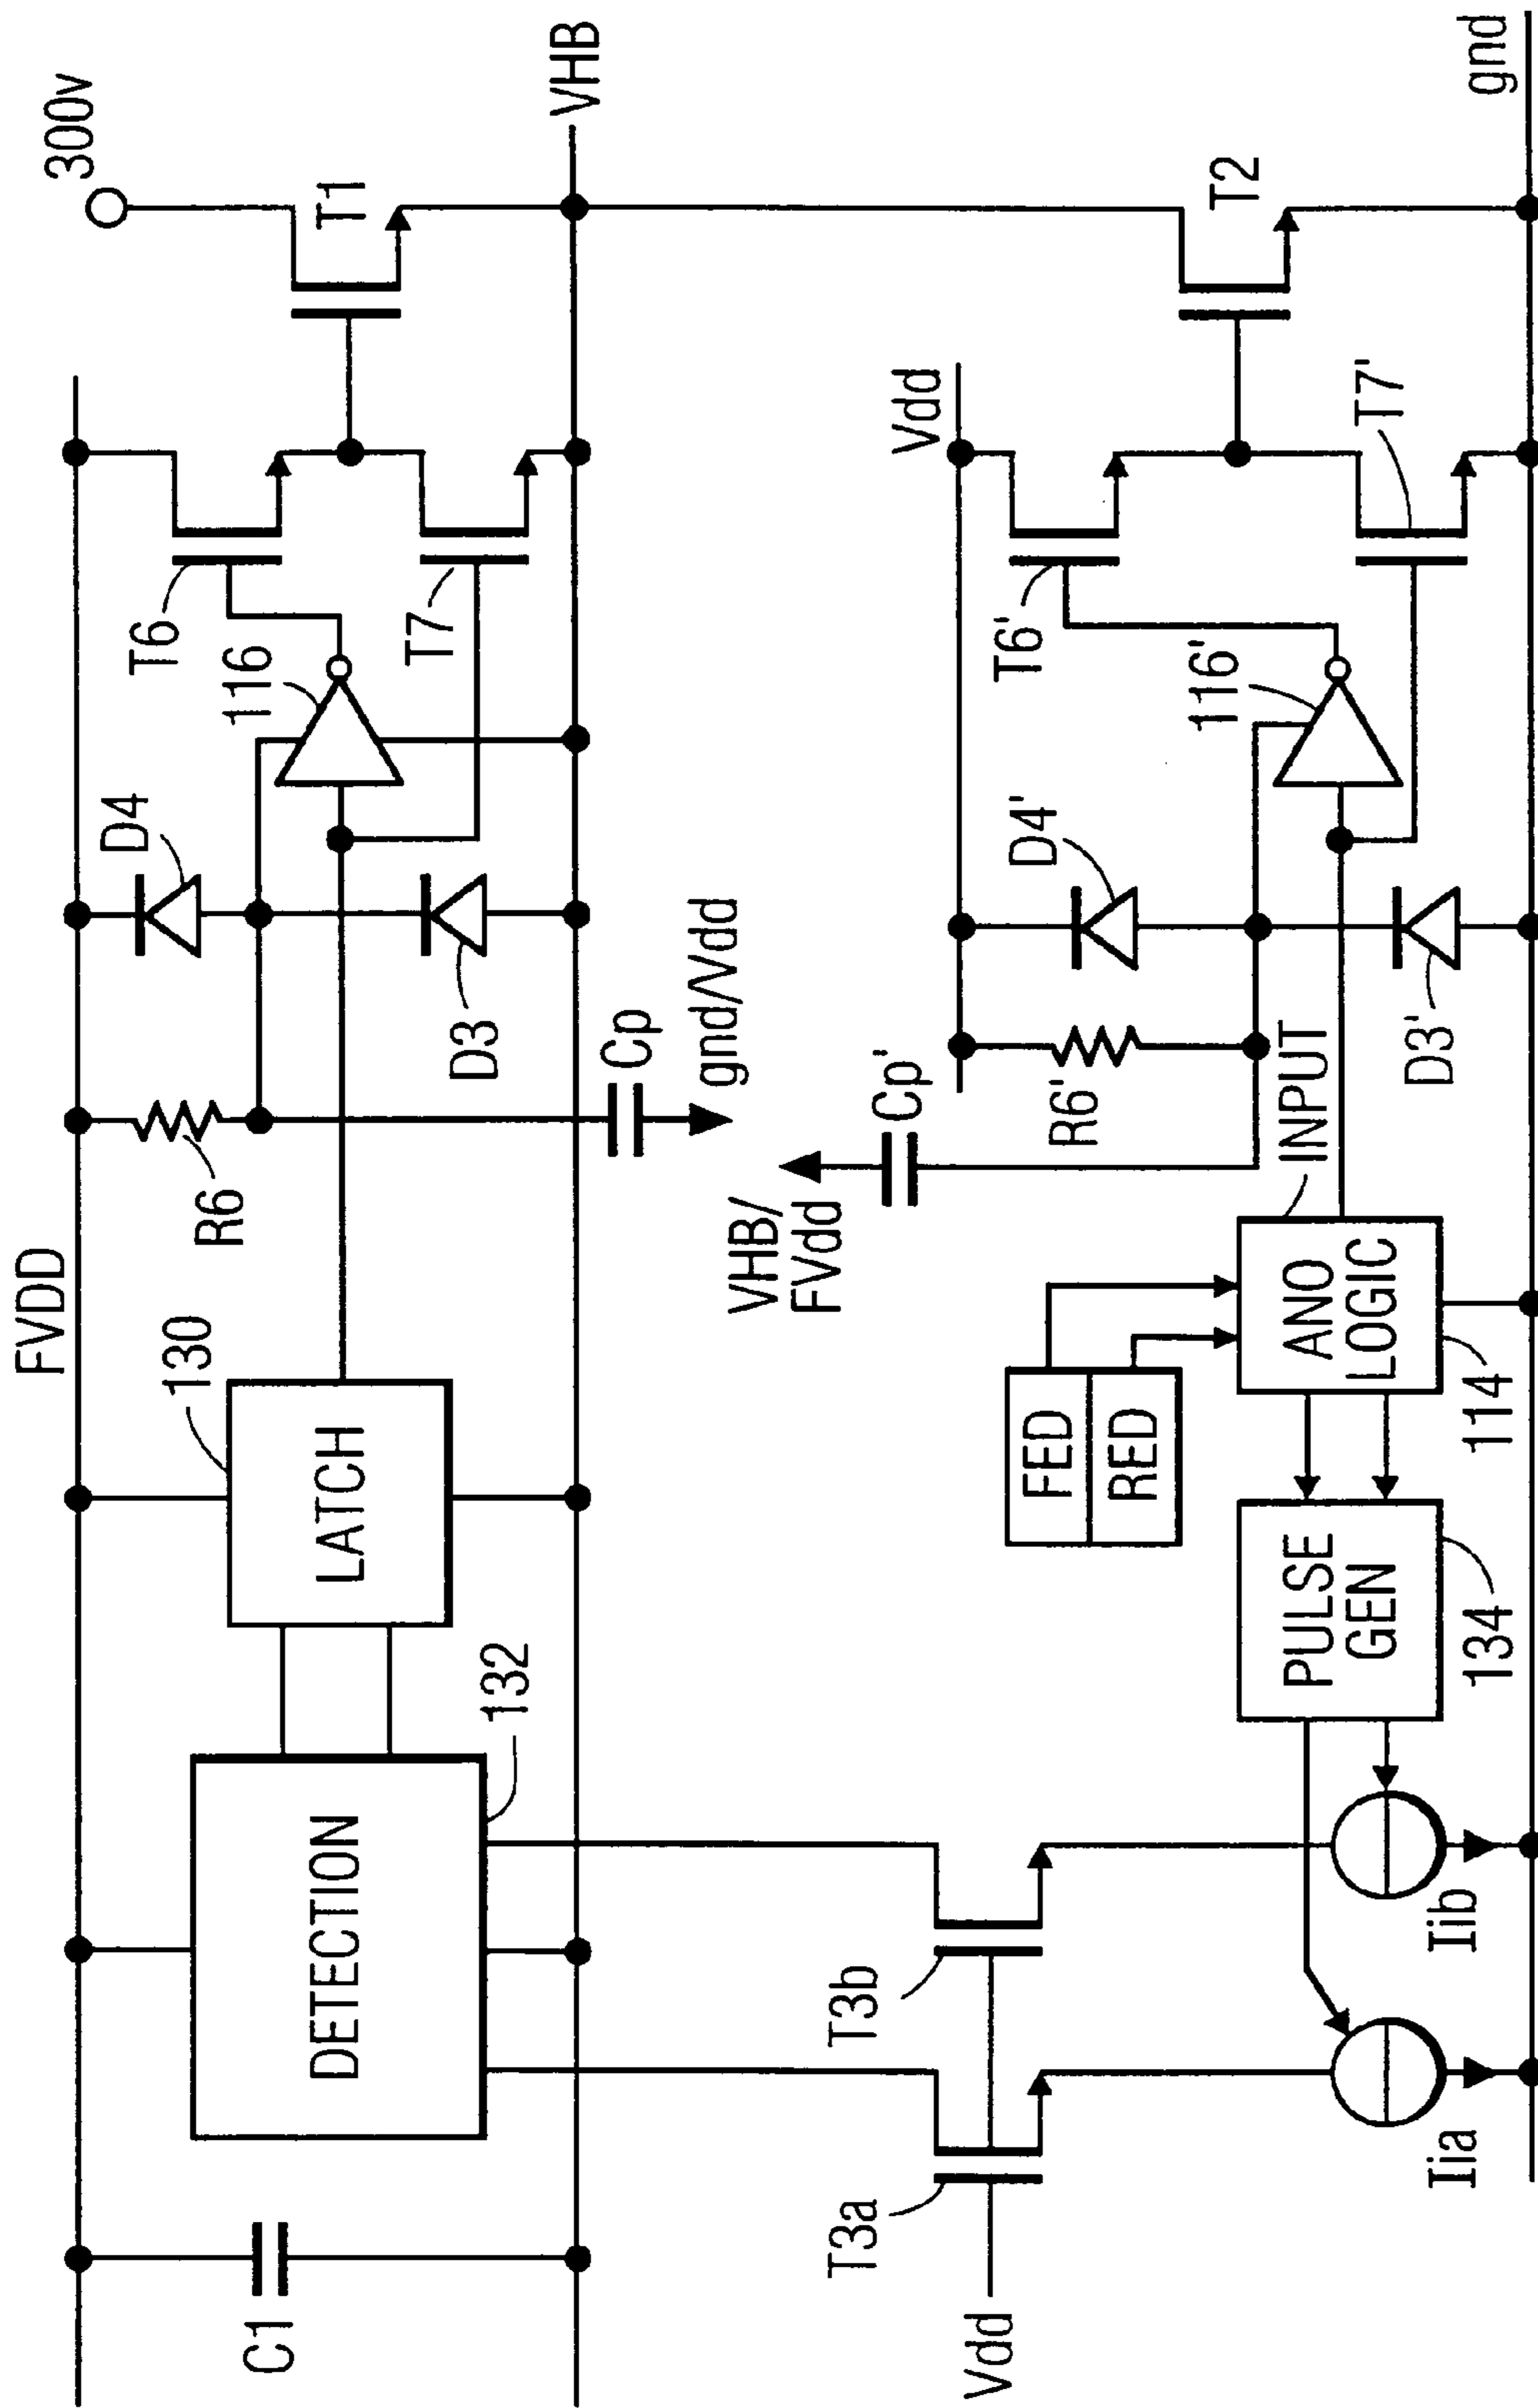 FVDD
300v
C1
DETECTION
132
LATCH
130
R6
D4
D3
116
T6
T7
T1
VHB
Cp
gnd/Vdd
T3a
T3b
Vdd
VHB/
FVdd
Cp'
R6'
D4'
D3'
116'
T6'
T7'
Vdd
T2
FED
RED
INPUT
ANO
LOGIC
114
PULSE
GEN
134
Iia
Iib
gnd